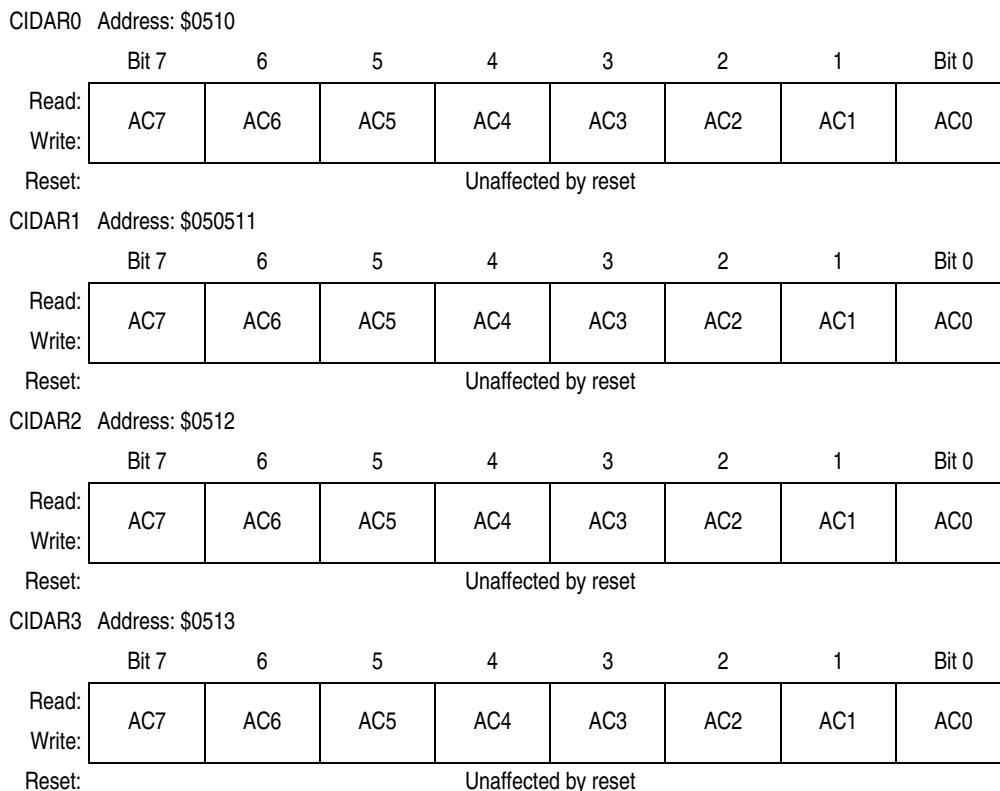 CIDAR0 Address: $0510
Bit 7 6 5 4 3 2 1 Bit 0
Read:
AC7 AC6 AC5 AC4 AC3 AC2 AC1 AC0
Write:
Reset: Unaffected by reset
CIDAR1 Address: $050511
Bit 7 6 5 4 3 2 1 Bit 0
Read:
AC7 AC6 AC5 AC4 AC3 AC2 AC1 AC0
Write:
Reset: Unaffected by reset
CIDAR2 Address: $0512
Bit 7 6 5 4 3 2 1 Bit 0
Read:
AC7 AC6 AC5 AC4 AC3 AC2 AC1 AC0
Write:
Reset: Unaffected by reset
CIDAR3 Address: $0513
Bit 7 6 5 4 3 2 1 Bit 0
Read:
AC7 AC6 AC5 AC4 AC3 AC2 AC1 AC0
Write:
Reset: Unaffected by reset